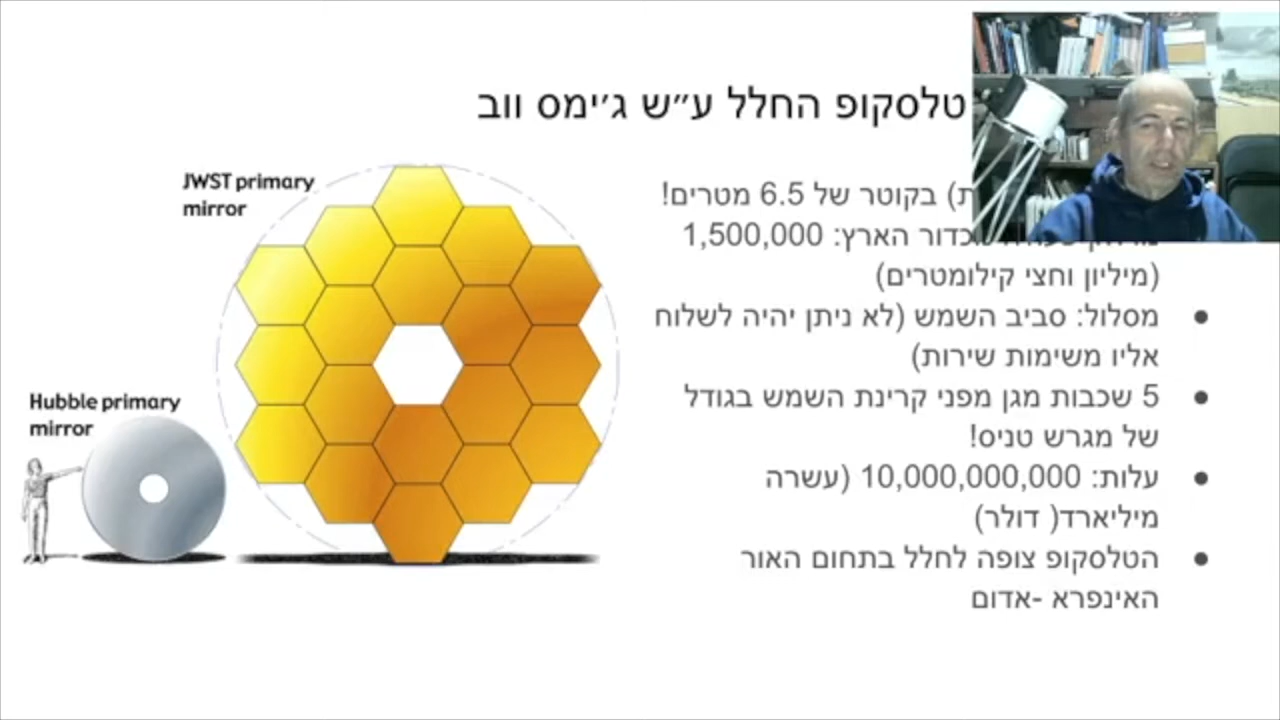 טלסקופ החלל ע״ש ג׳ימס ווב
בקוטר של 6.5 מטרים!
הארץ: 1,500,000
(מיליון וחצי קילומטרים)
● מסלול: סביב השמש (לא ניתן יהיה לשלוח
אליו משימות שירות)
● 5 שכבות מגן מפני קרינת השמש בגודל
של מגרש טניס!
● עלות: 10,000,000,000 (עשרה
מיליארד( דולר)
● הטלסקופ צופה לחלל בתחום האור
האינפרא -אדום
JWST primary
mirror
Hubble primary
mirror